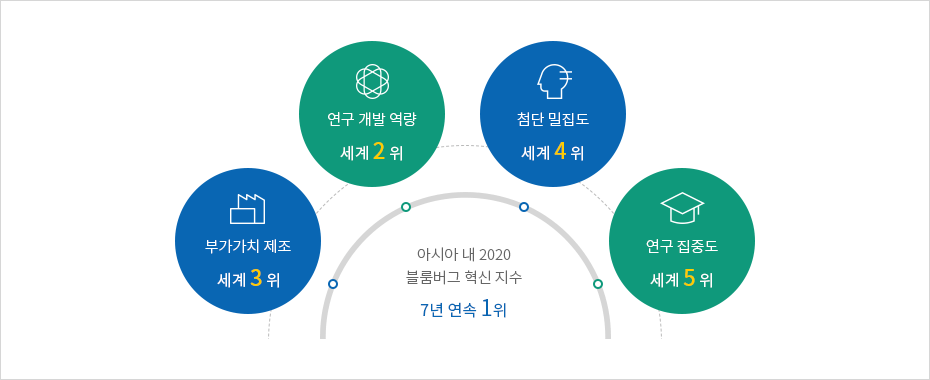 연구 개발 역량
세계 2 위
첨단 밀집도
세계 4 위
부가가치 제조
세계 3 위
연구 집중도
세계 5 위
아시아 내 2020
블룸버그 혁신 지수
7년 연속 1위